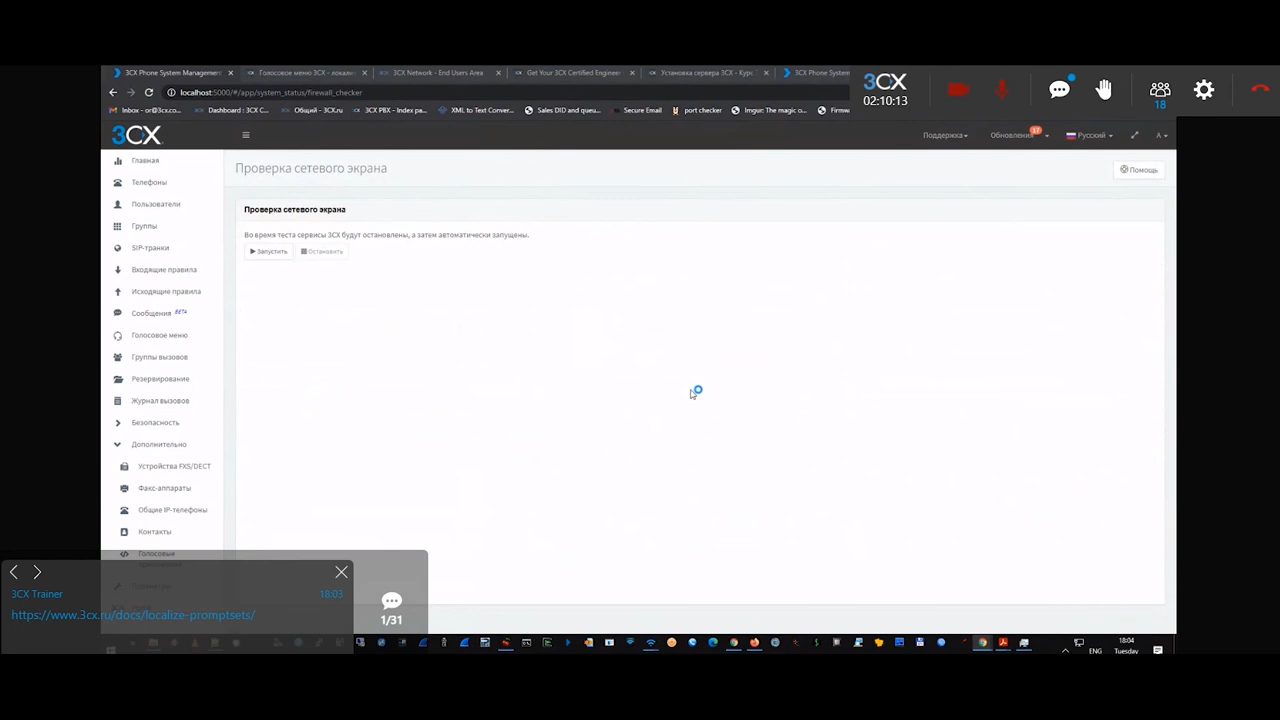 3CX Phone System Management
Голосовое меню 3CX - локали
3CX Network - End Users Area
Get Your 3CX Certified Engineer
Установка сервера 3CX - Курс
3CX Phone System
localhost:5000/#/app/system_status/firewall_checker
Inbox - or@3cx.co...
Dashboard : 3CX C...
Общий - 3CX.ru
3CX PBX - Index pa...
XML to Text Conver...
Sales DID and queu...
Secure Email
port checker
Imgur: The magic o...
Firmw
3CX
02:10:13
18
3CX
Поддержка
Обновления
17
Русский
A
Главная
Телефоны
Пользователи
Группы
SIP-транки
Входящие правила
Исходящие правила
Сообщения BETA
Голосовое меню
Группы вызовов
Резервирование
Журнал вызовов
Безопасность
Дополнительно
Устройства FXS/DECT
Факс-аппараты
Общие IP-телефоны
Контакты
Голосовые
Проверка сетевого экрана
Помощь
Проверка сетевого экрана
Во время теста сервисы 3CX будут остановлены, а затем автоматически запущены.
Запустить
Остановить
3CX Trainer
18:03
https://www.3cx.ru/docs/localize-promptsets/
1/31
18:04
ENG
Tuesday